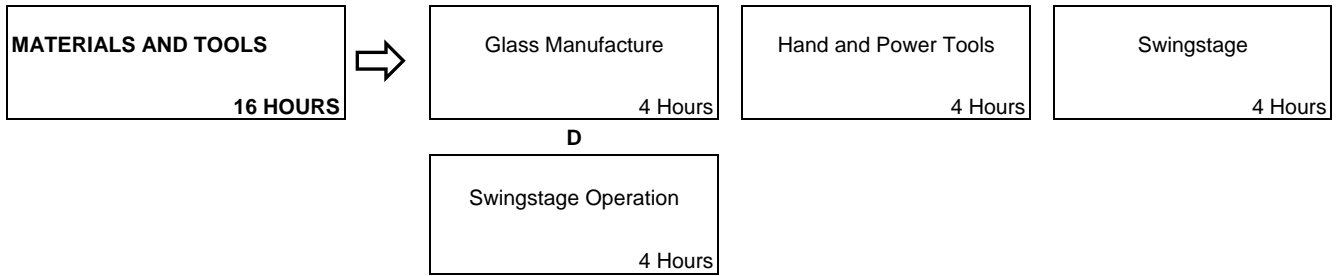 MATERIALS AND TOOLS
16 HOURS
Glass Manufacture
4 Hours
Hand and Power Tools
4 Hours
Swingstage
4 Hours
D
Swingstage Operation
4 Hours